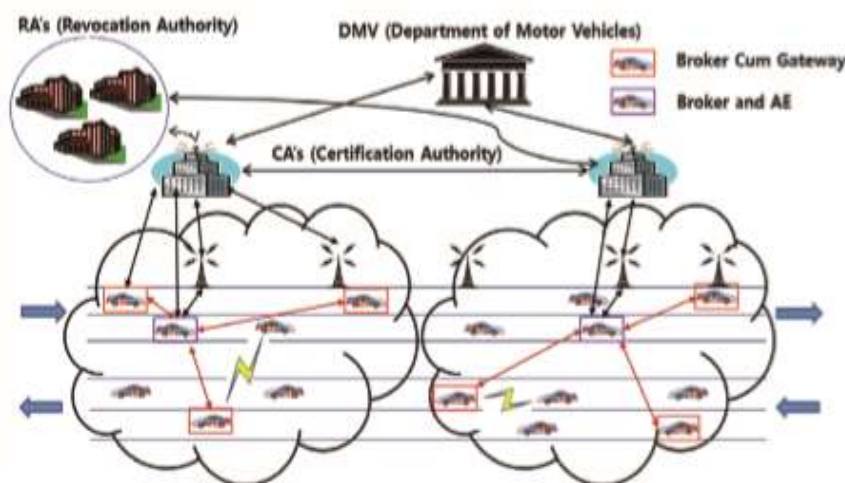 RA's (Revocation Authority)
DMV (Department of Motor Vehicles)
Broker Cum Gateway
Broker and AE
CA's (Certification Authority)